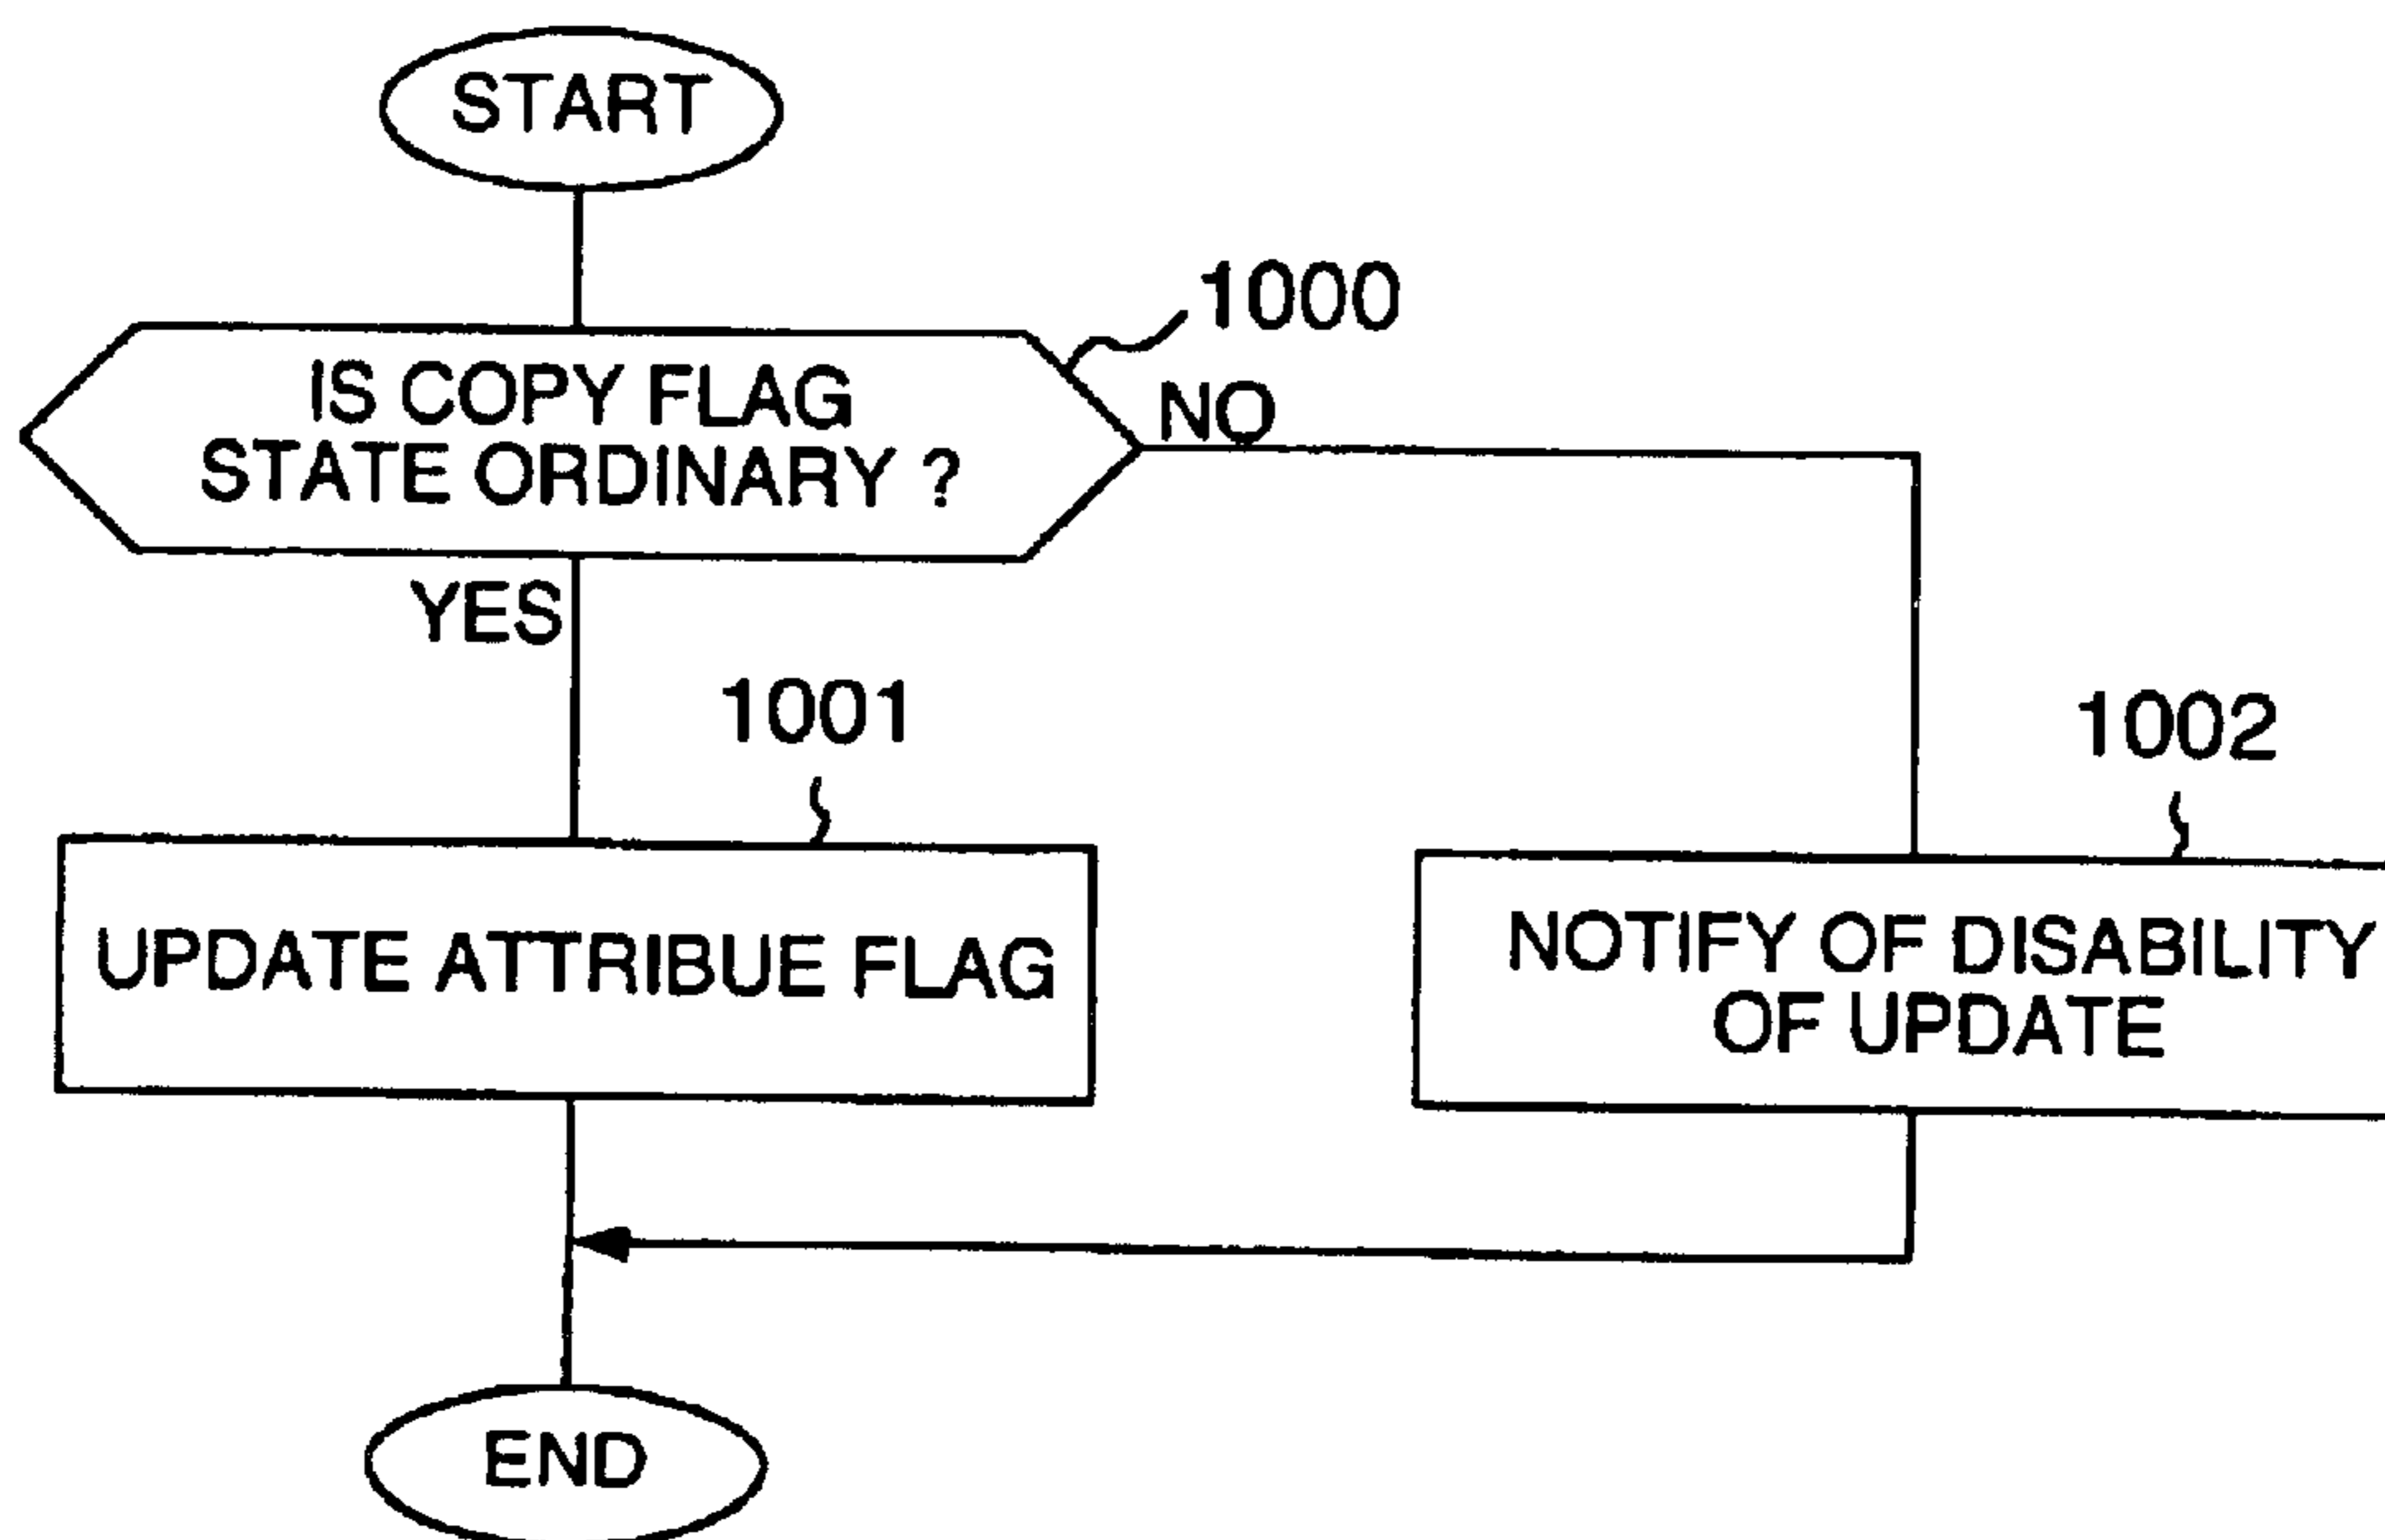 START
1000
IS COPY FLAG
STATE ORDINARY ?
NO
YES
1001
1002
UPDATE ATTRIBUE FLAG
NOTIFY OF DISABILITY
OF UPDATE
END